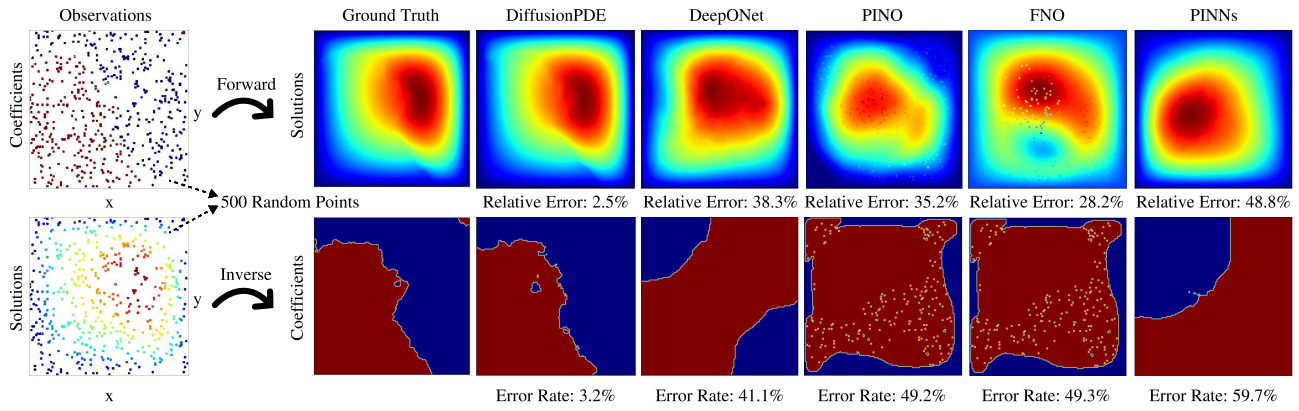 Observations
Ground Truth
DiffusionPDE
DeepONet
PINO
FNO
PINNs
Coefficients
y
Forward
Solutions
x
500 Random Points
Relative Error: 2.5%
Relative Error: 38.3%
Relative Error: 35.2%
Relative Error: 28.2%
Relative Error: 48.8%
Solutions
y
Inverse
Coefficients
x
Error Rate: 3.2%
Error Rate: 41.1%
Error Rate: 49.2%
Error Rate: 49.3%
Error Rate: 59.7%